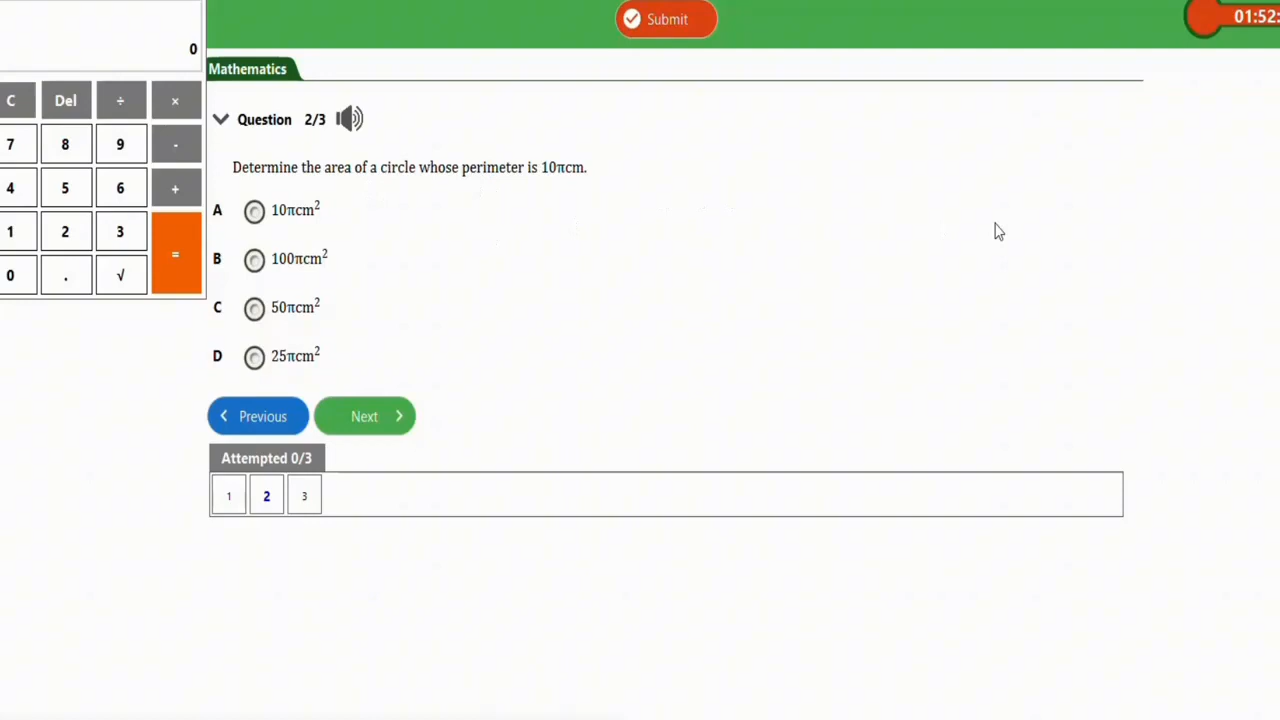 Submit
01:52:
0
C Del ÷ ×
7 8 9 -
4 5 6 +
1 2 3 =
0 . √
Mathematics
Question 2/3
Determine the area of a circle whose perimeter is 10πcm.
A 10πcm²
B 100πcm²
C 50πcm²
D 25πcm²
Previous Next
Attempted 0/3
1 2 3